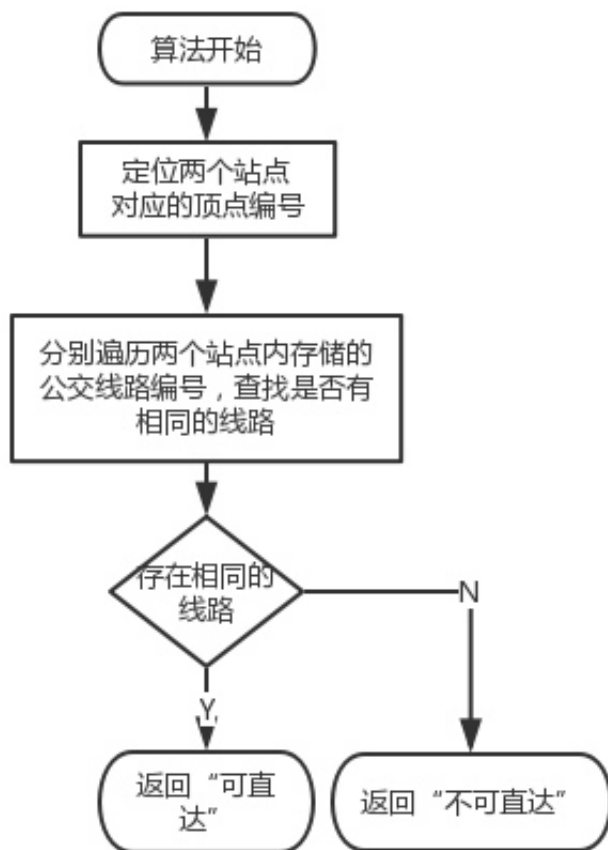 算法开始
定位两个站点
对应的顶点编号
分别遍历两个站点内存储的
公交线路编号，查找是否有
相同的线路
存在相同的
线路
N
Y
返回“可直
达”
返回“不可直达”